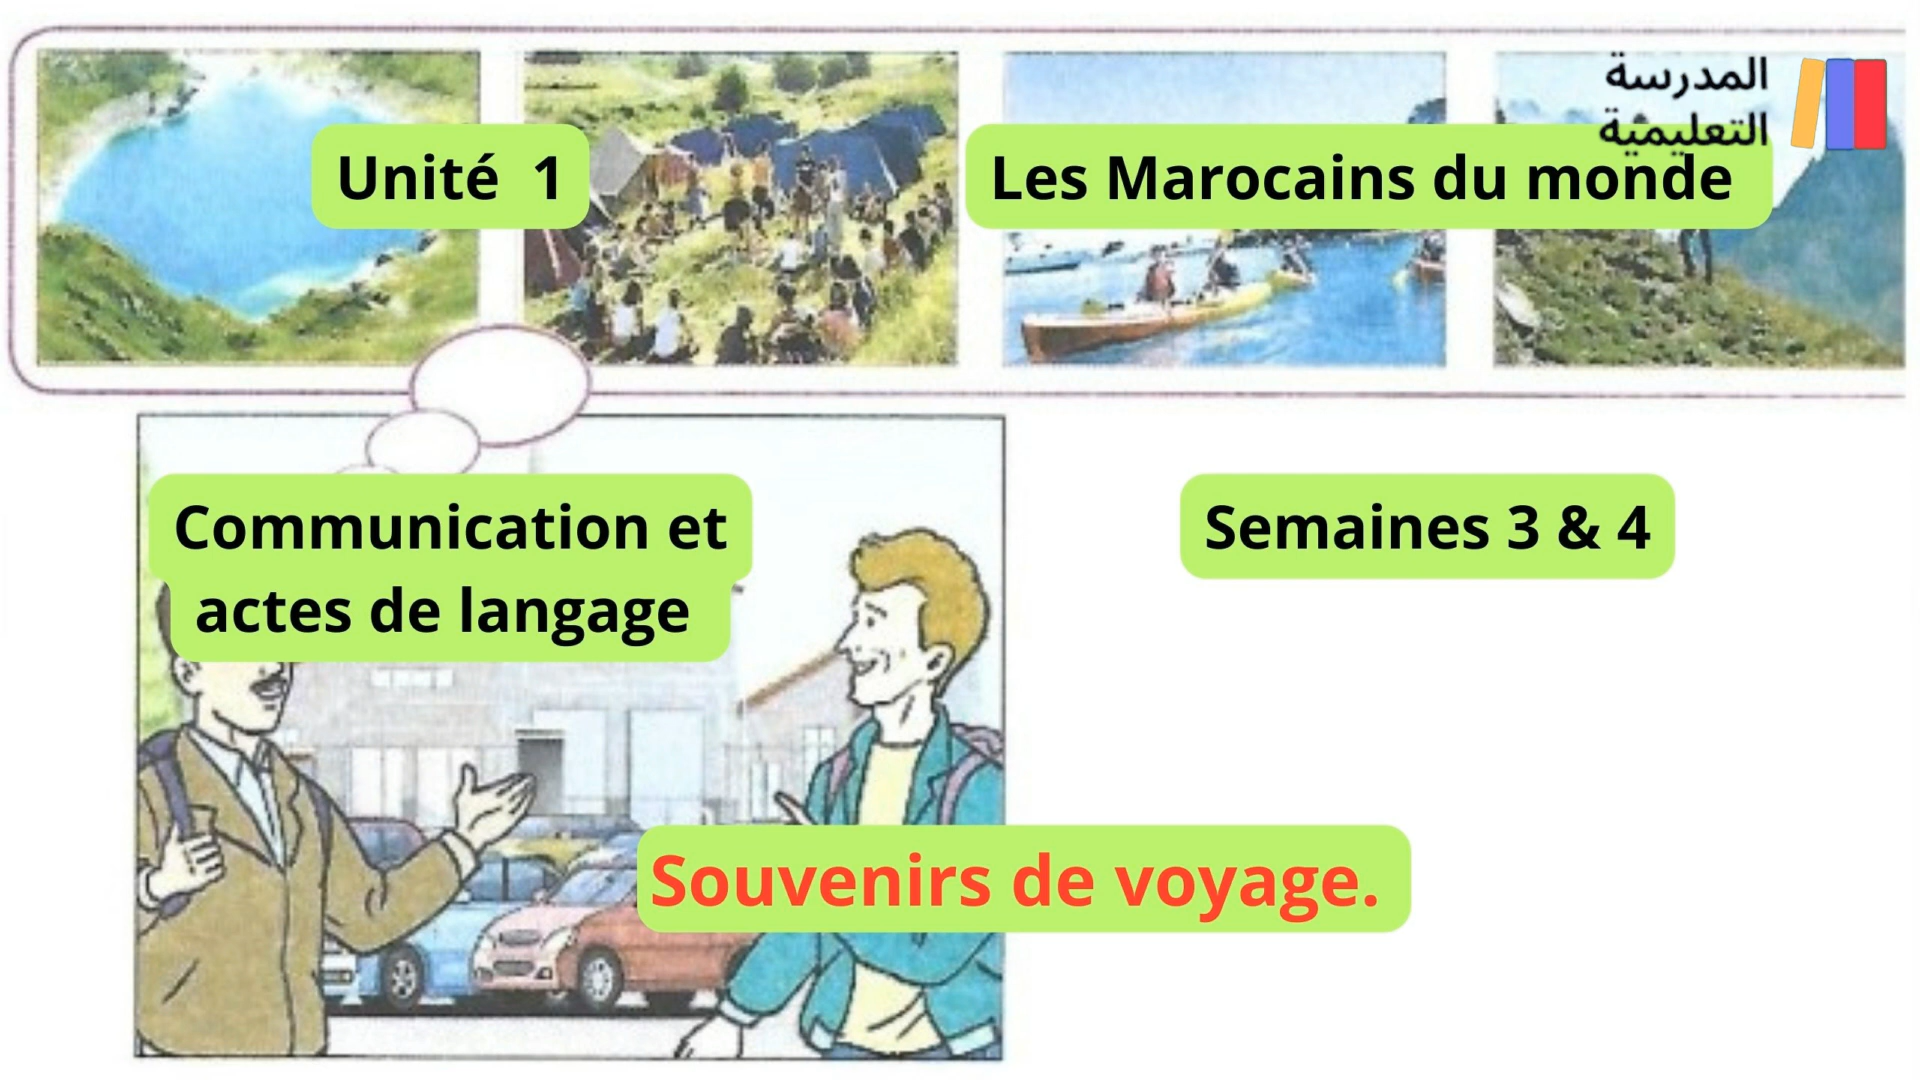 المدرسة
التعليمية
Unité 1
Les Marocains du monde
Communication et
actes de langage
Semaines 3 & 4
Souvenirs de voyage.